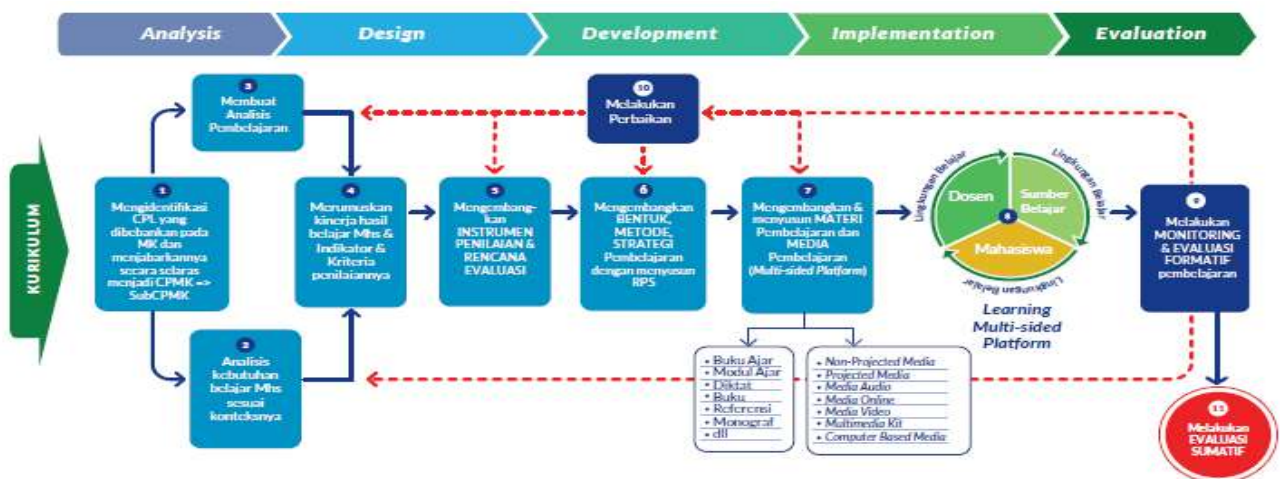 Analysis
Design
Development
Implementation
Evaluation
KURIKULUM
1
Mengidentifikasi
CPL yang
dibebankan pada
MK dan
menjabarkannya
secara selaras
menjadi CPMK =>
SubCPMK
2
Analisis
kebutuhan
belajar Mhs
sesuai
konteksnya
3
Membuat
Analisis
Pembelajaran
4
Merumuskan
kinerja hasil
belajar Mhs &
Indikator &
Kriteria
penilaiannya
5
Mengembang-
kan
INSTRUMEN
PENILAIAN &
RENCANA
EVALUASI
6
Mengembangkan
BENTUK,
METODE,
STRATEGI
Pembelajaran
dengan menyusun
RPS
7
Mengembangkan &
menyusun MATERI
Pembelajaran dan
MEDIA
Pembelajaran
(Multi-sided Platform)
• Buku Ajar
• Modul Ajar
• Diktat
• Buku
• Referensi
• Monograf
• dll
• Non-Projected Media
• Projected Media
• Media Audio
• Media Online
• Media Video
• Multimedia Kit
• Computer Based Media
Lingkungan Belajar
Lingkungan Belajar
Lingkungan Belajar
Dosen
Sumber
Belajar
8
Mahasiswa
Learning
Multi-sided
Platform
9
Melakukan
MONITORING
& EVALUASI
FORMATIF
pembelajaran
10
Melakukan
Perbaikan
11
Melakukan
EVALUASI
SUMATIF